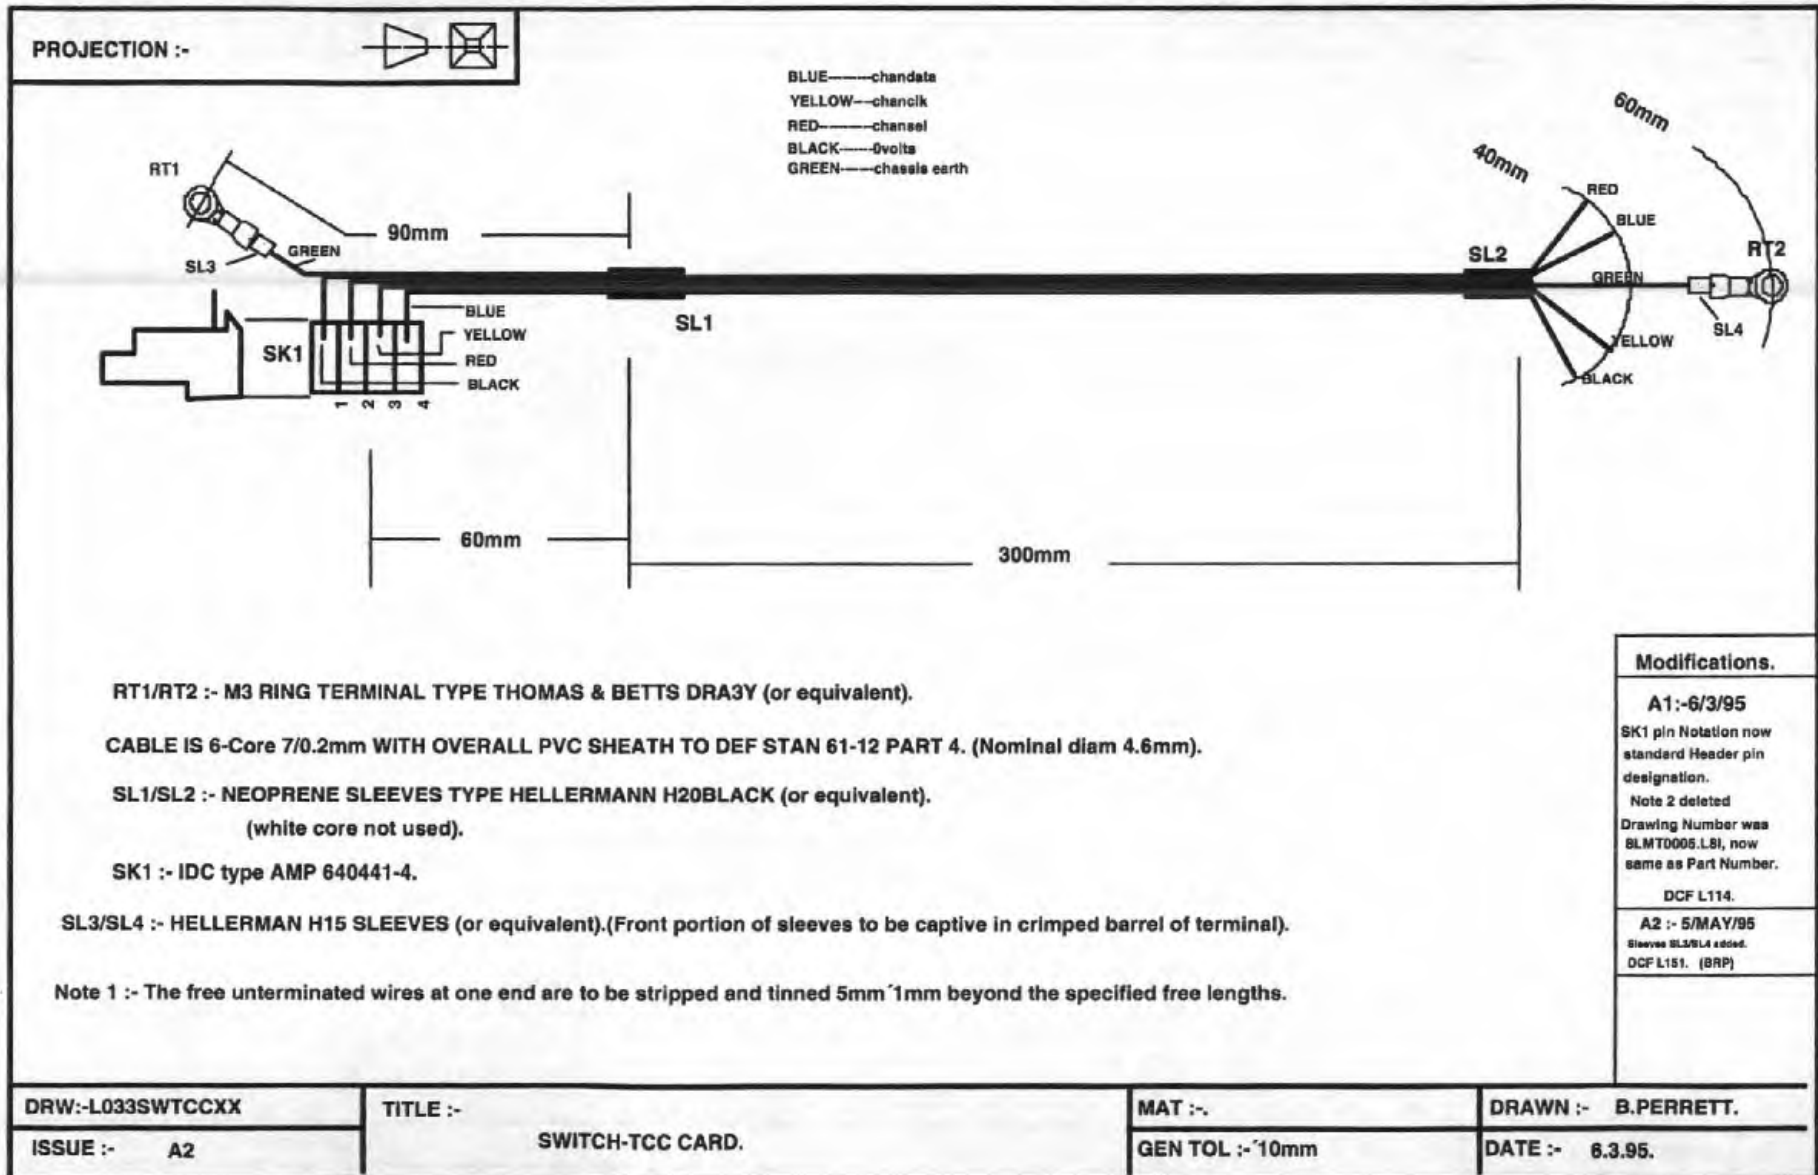 PROJECTION :-
BLUE--------chandata
YELLOW---chanclk
RED----------chansel
BLACK-------0volts
GREEN------chassis earth
60mm
40mm
RT1
90mm
GREEN
SL3
RED
BLUE
SL2
RT2
GREEN
SL4
YELLOW
BLACK
SL1
BLUE
YELLOW
RED
BLACK
SK1
1 2 3 4
60mm
300mm
RT1/RT2 :- M3 RING TERMINAL TYPE THOMAS & BETTS DRA3Y (or equivalent).
CABLE IS 6-Core 7/0.2mm WITH OVERALL PVC SHEATH TO DEF STAN 61-12 PART 4. (Nominal diam 4.6mm).
SL1/SL2 :- NEOPRENE SLEEVES TYPE HELLERMANN H20BLACK (or equivalent).
(white core not used).
SK1 :- IDC type AMP 640441-4.
SL3/SL4 :- HELLERMAN H15 SLEEVES (or equivalent).(Front portion of sleeves to be captive in crimped barrel of terminal).
Note 1 :- The free unterminated wires at one end are to be stripped and tinned 5mm´1mm beyond the specified free lengths.
Modifications.
A1:-6/3/95
SK1 pin Notation now
standard Header pin
designation.
Note 2 deleted
Drawing Number was
BLMT0005.LSI, now
same as Part Number.
DCF L114.
A2 :- 5/MAY/95
Sleeves SL3/SL4 added.
DCF L151. (BRP)
DRW:-L033SWTCCXX
ISSUE :- A2
TITLE :-
SWITCH-TCC CARD.
MAT :-.
GEN TOL :-´10mm
DRAWN :- B.PERRETT.
DATE :- 6.3.95.